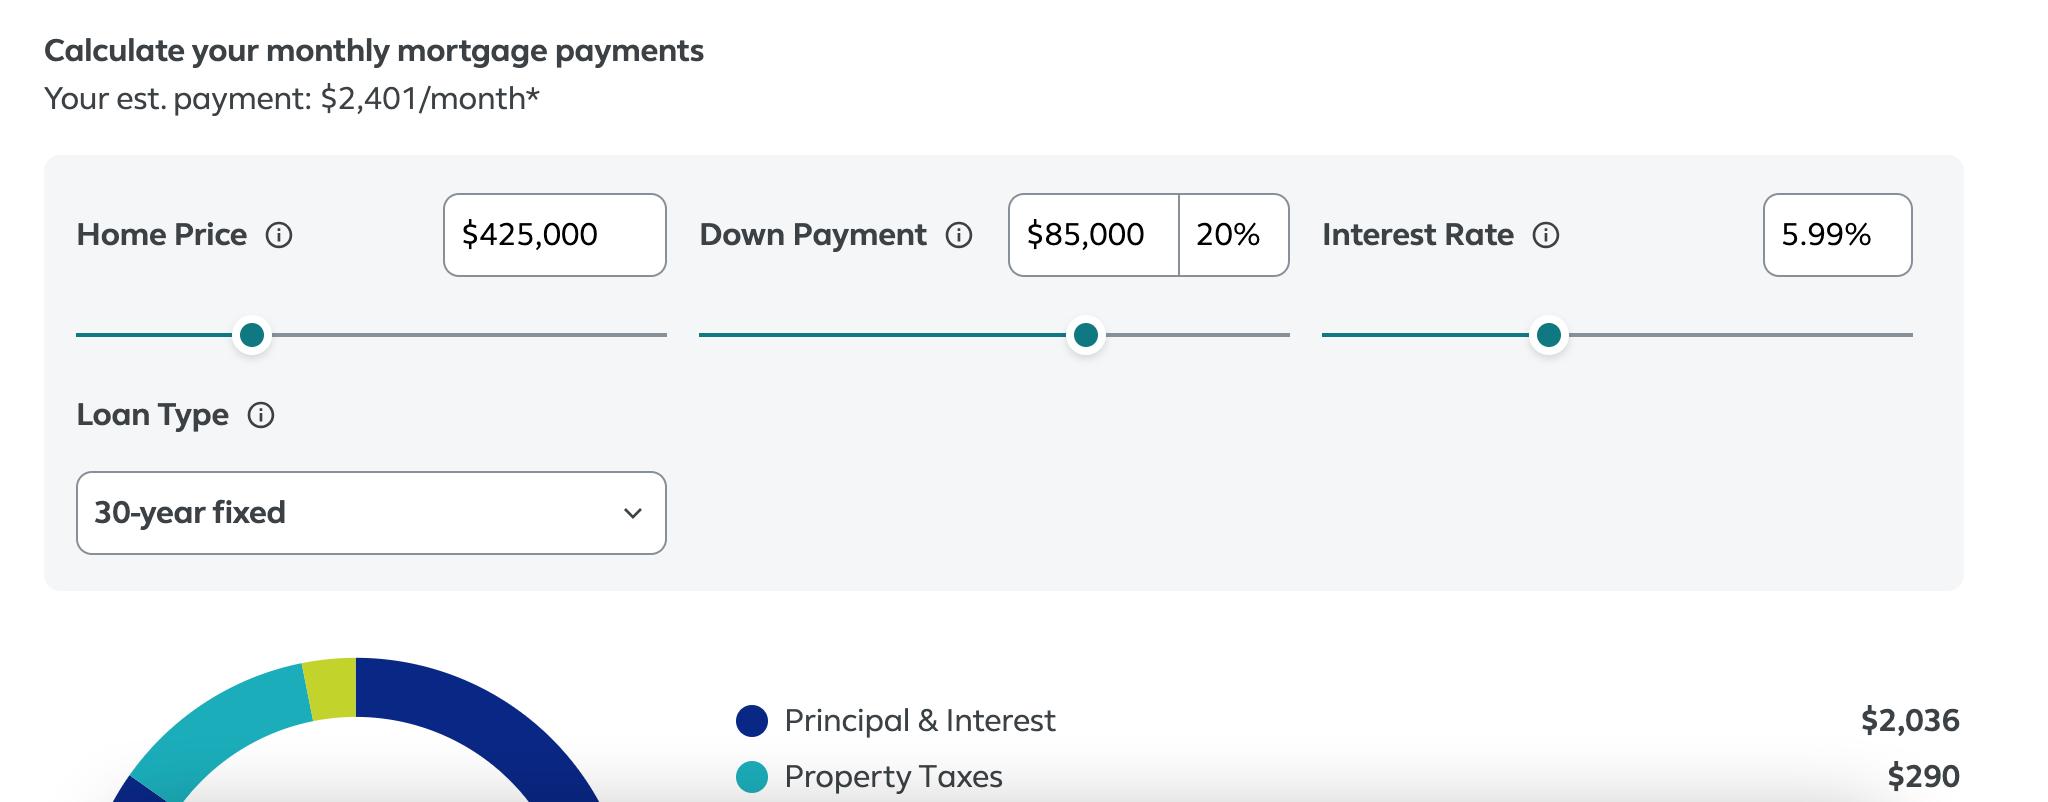 Calculate your monthly mortgage payments
Your est. payment: $2,401/month*
Home Price $425,000 Down Payment $85,000 20% Interest Rate 5.99%
Loan Type
30-year fixed
Principal & Interest $2,036
Property Taxes $290